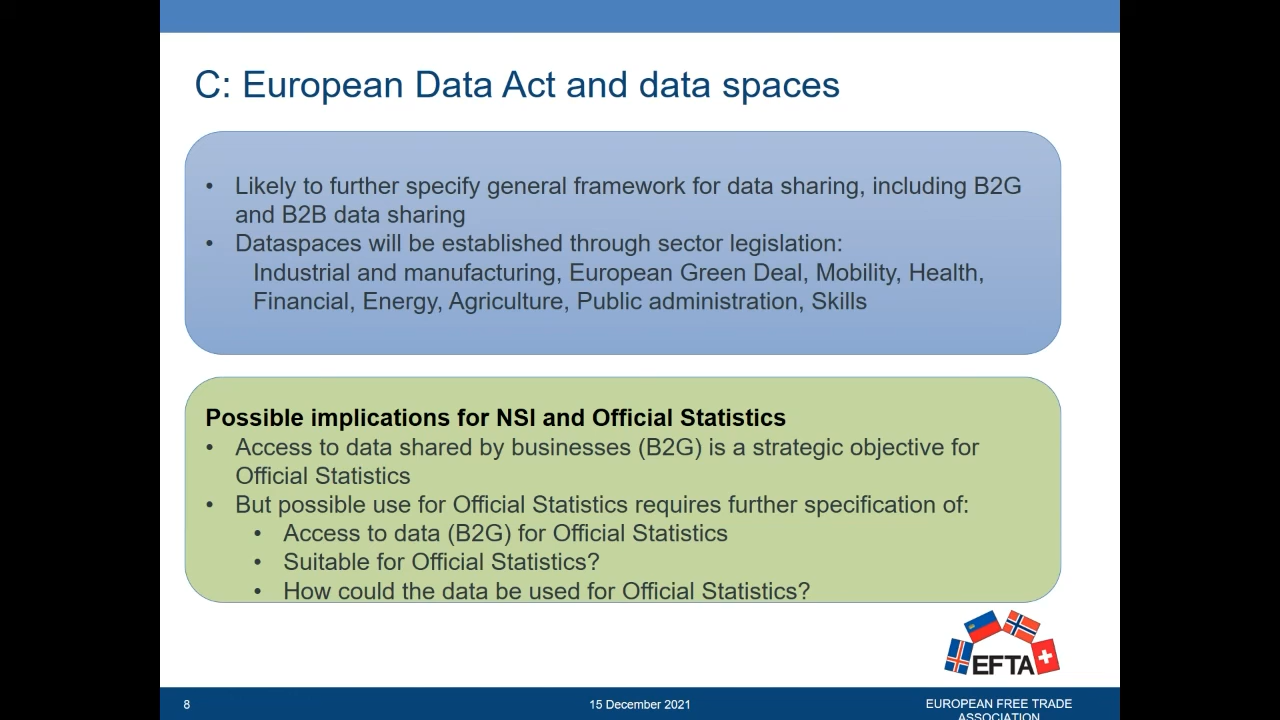 C: European Data Act and data spaces
• Likely to further specify general framework for data sharing, including B2G
and B2B data sharing
• Dataspaces will be established through sector legislation:
Industrial and manufacturing, European Green Deal, Mobility, Health,
Financial, Energy, Agriculture, Public administration, Skills
Possible implications for NSI and Official Statistics
• Access to data shared by businesses (B2G) is a strategic objective for
Official Statistics
• But possible use for Official Statistics requires further specification of:
• Access to data (B2G) for Official Statistics
• Suitable for Official Statistics?
• How could the data be used for Official Statistics?
EFTA
8
15 December 2021
EUROPEAN FREE TRADE
ASSOCIATION